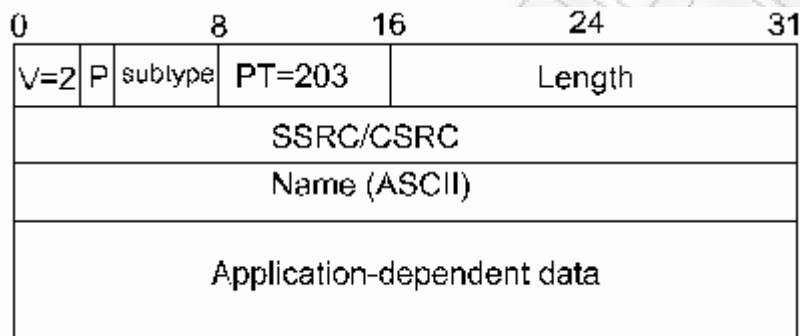 0 8 16 24 31
V=2 P subtype PT=203 Length
SSRC/CSRC
Name (ASCII)
Application-dependent data